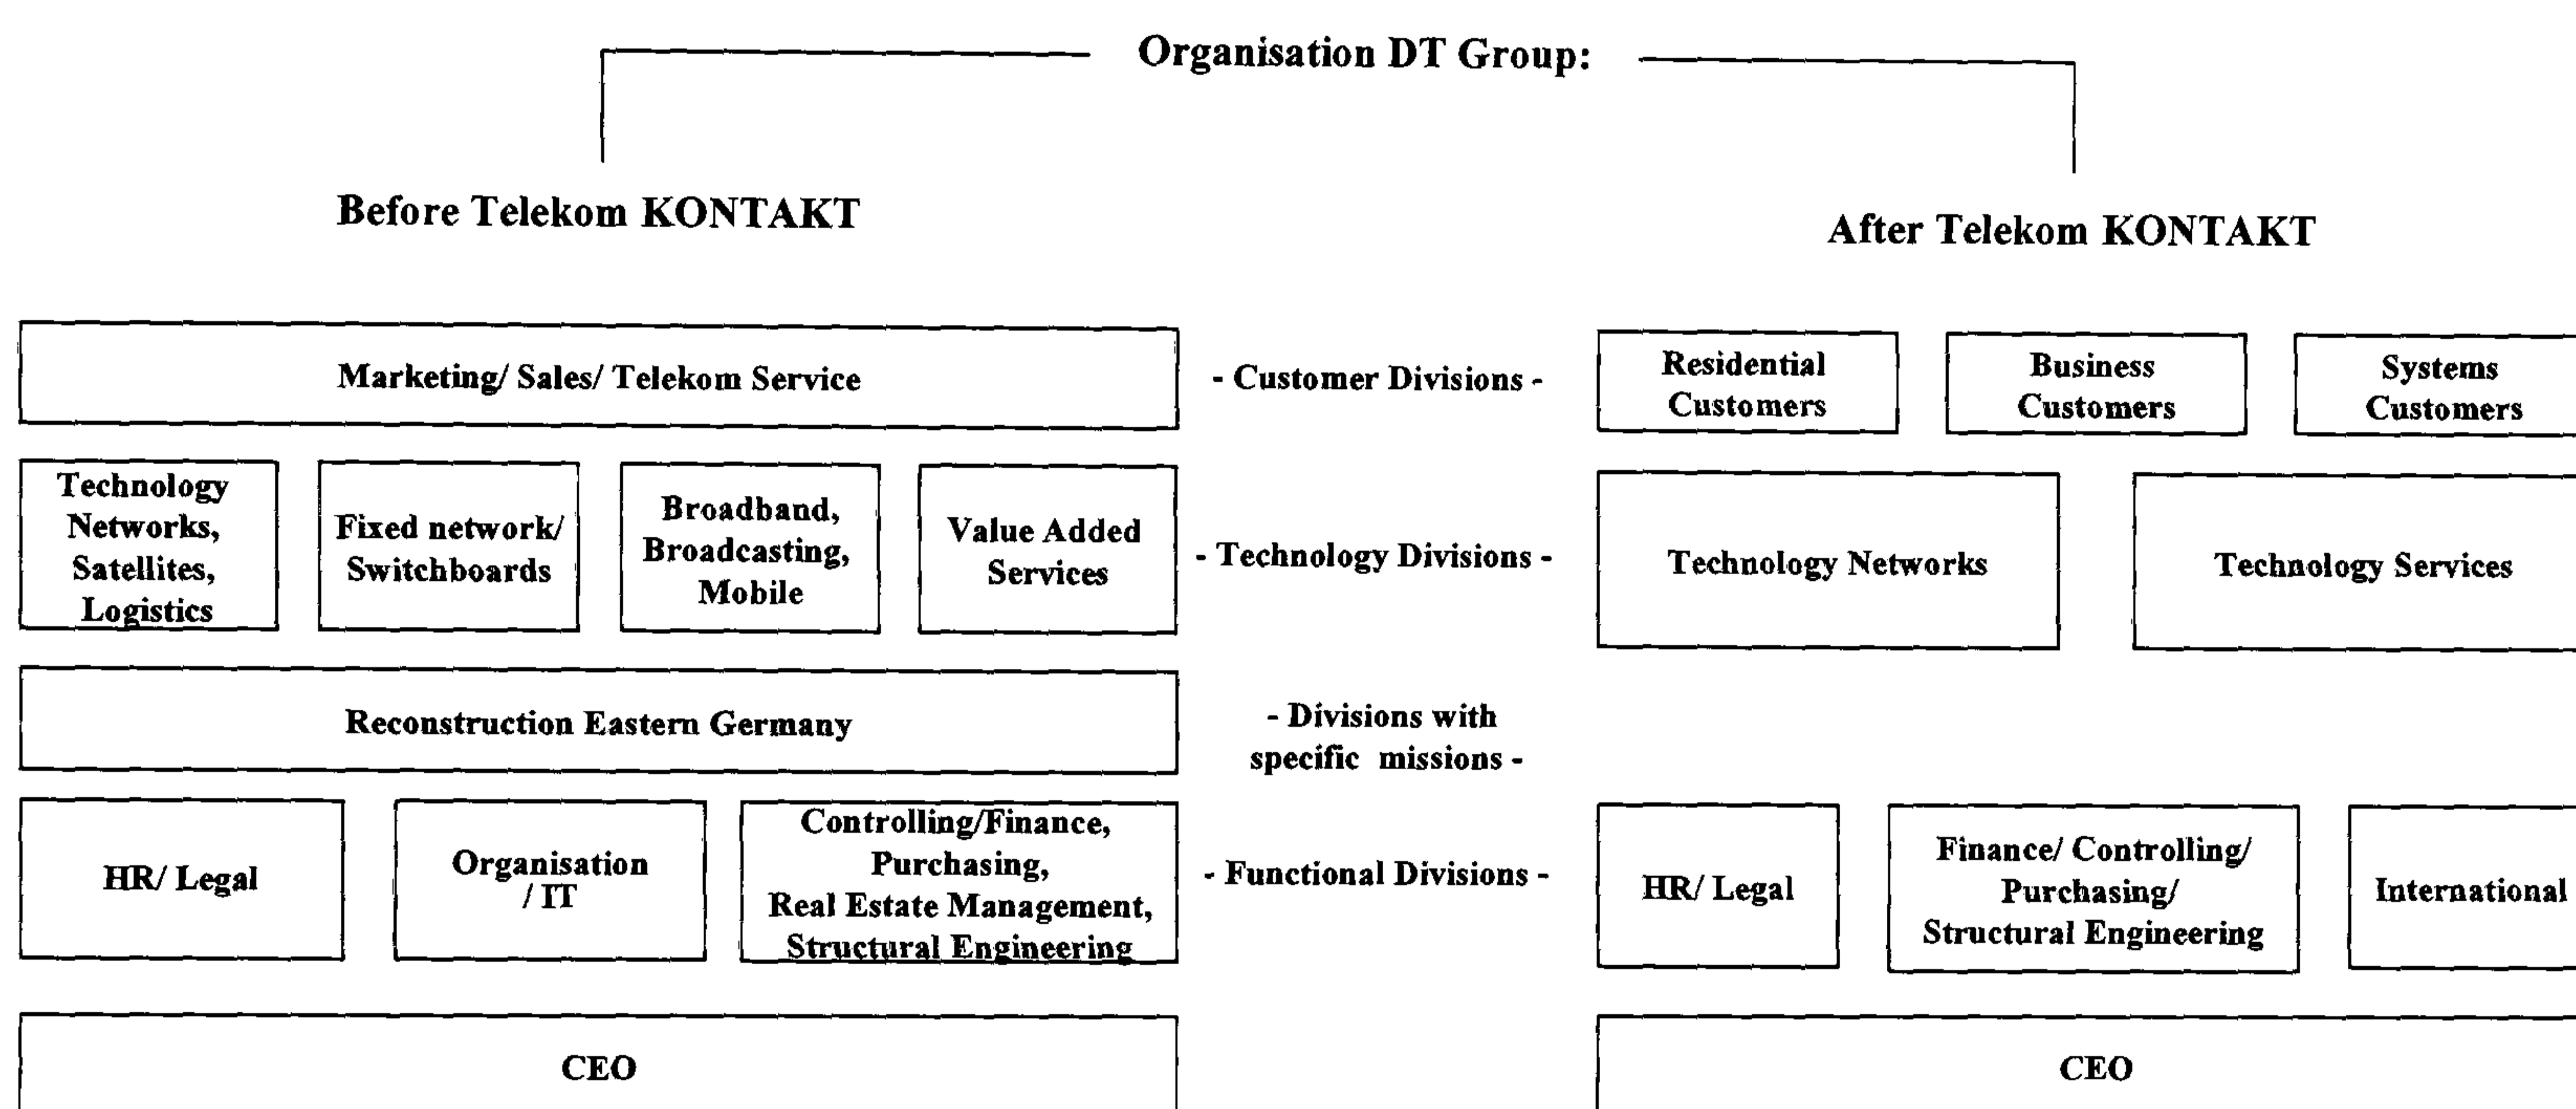 Organisation DT Group:
Before Telekom KONTAKT
After Telekom KONTAKT
Marketing/ Sales/ Telekom Service
- Customer Divisions -
Residential
Customers
Business
Customers
Systems
Customers
Technology
Networks,
Satellites,
Logistics
Fixed network/
Switchboards
Broadband,
Broadcasting,
Mobile
Value Added
Services
- Technology Divisions -
Technology Networks
Technology Services
Reconstruction Eastern Germany
- Divisions with
specific missions -
HR/ Legal
Organisation
/ IT
Controlling/Finance,
Purchasing,
Real Estate Management,
Structural Engineering
- Functional Divisions -
HR/ Legal
Finance/ Controlling/
Purchasing/
Structural Engineering
International
CEO
CEO